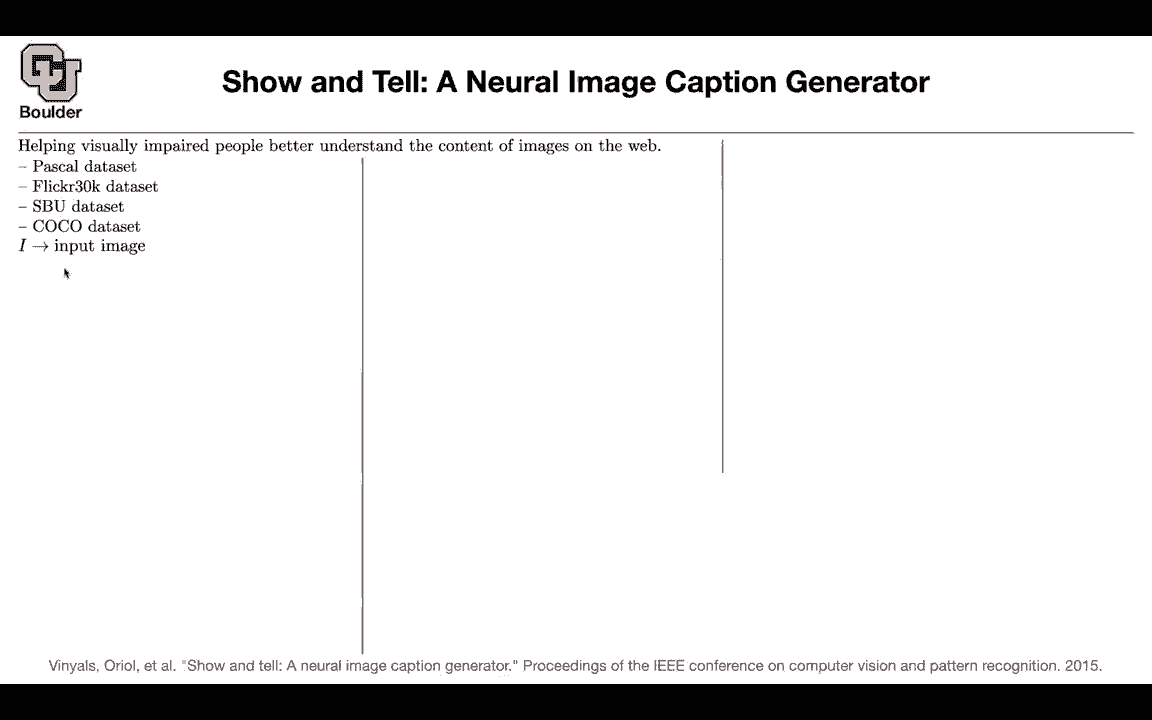 CU
Boulder
Show and Tell: A Neural Image Caption Generator
Helping visually impaired people better understand the content of images on the web.
– Pascal dataset
– Flickr30k dataset
– SBU dataset
– COCO dataset
I → input image
Vinyals, Oriol, et al. "Show and tell: A neural image caption generator." Proceedings of the IEEE conference on computer vision and pattern recognition. 2015.